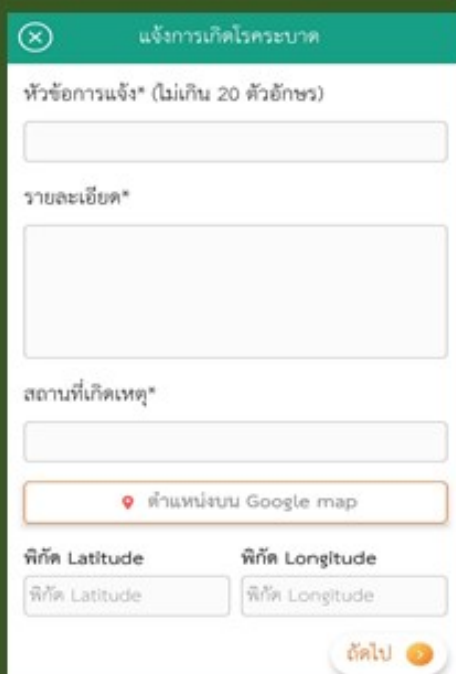 แจ้งการเกิดโรคระบาด
หัวข้อการแจ้ง* (ไม่เกิน 20 ตัวอักษร)
รายละเอียด*
สถานที่เกิดเหตุ*
ตำแหน่งบน Google map
พิกัด Latitude พิกัด Longitude
พิกัด Latitude พิกัด Longitude
ถัดไป